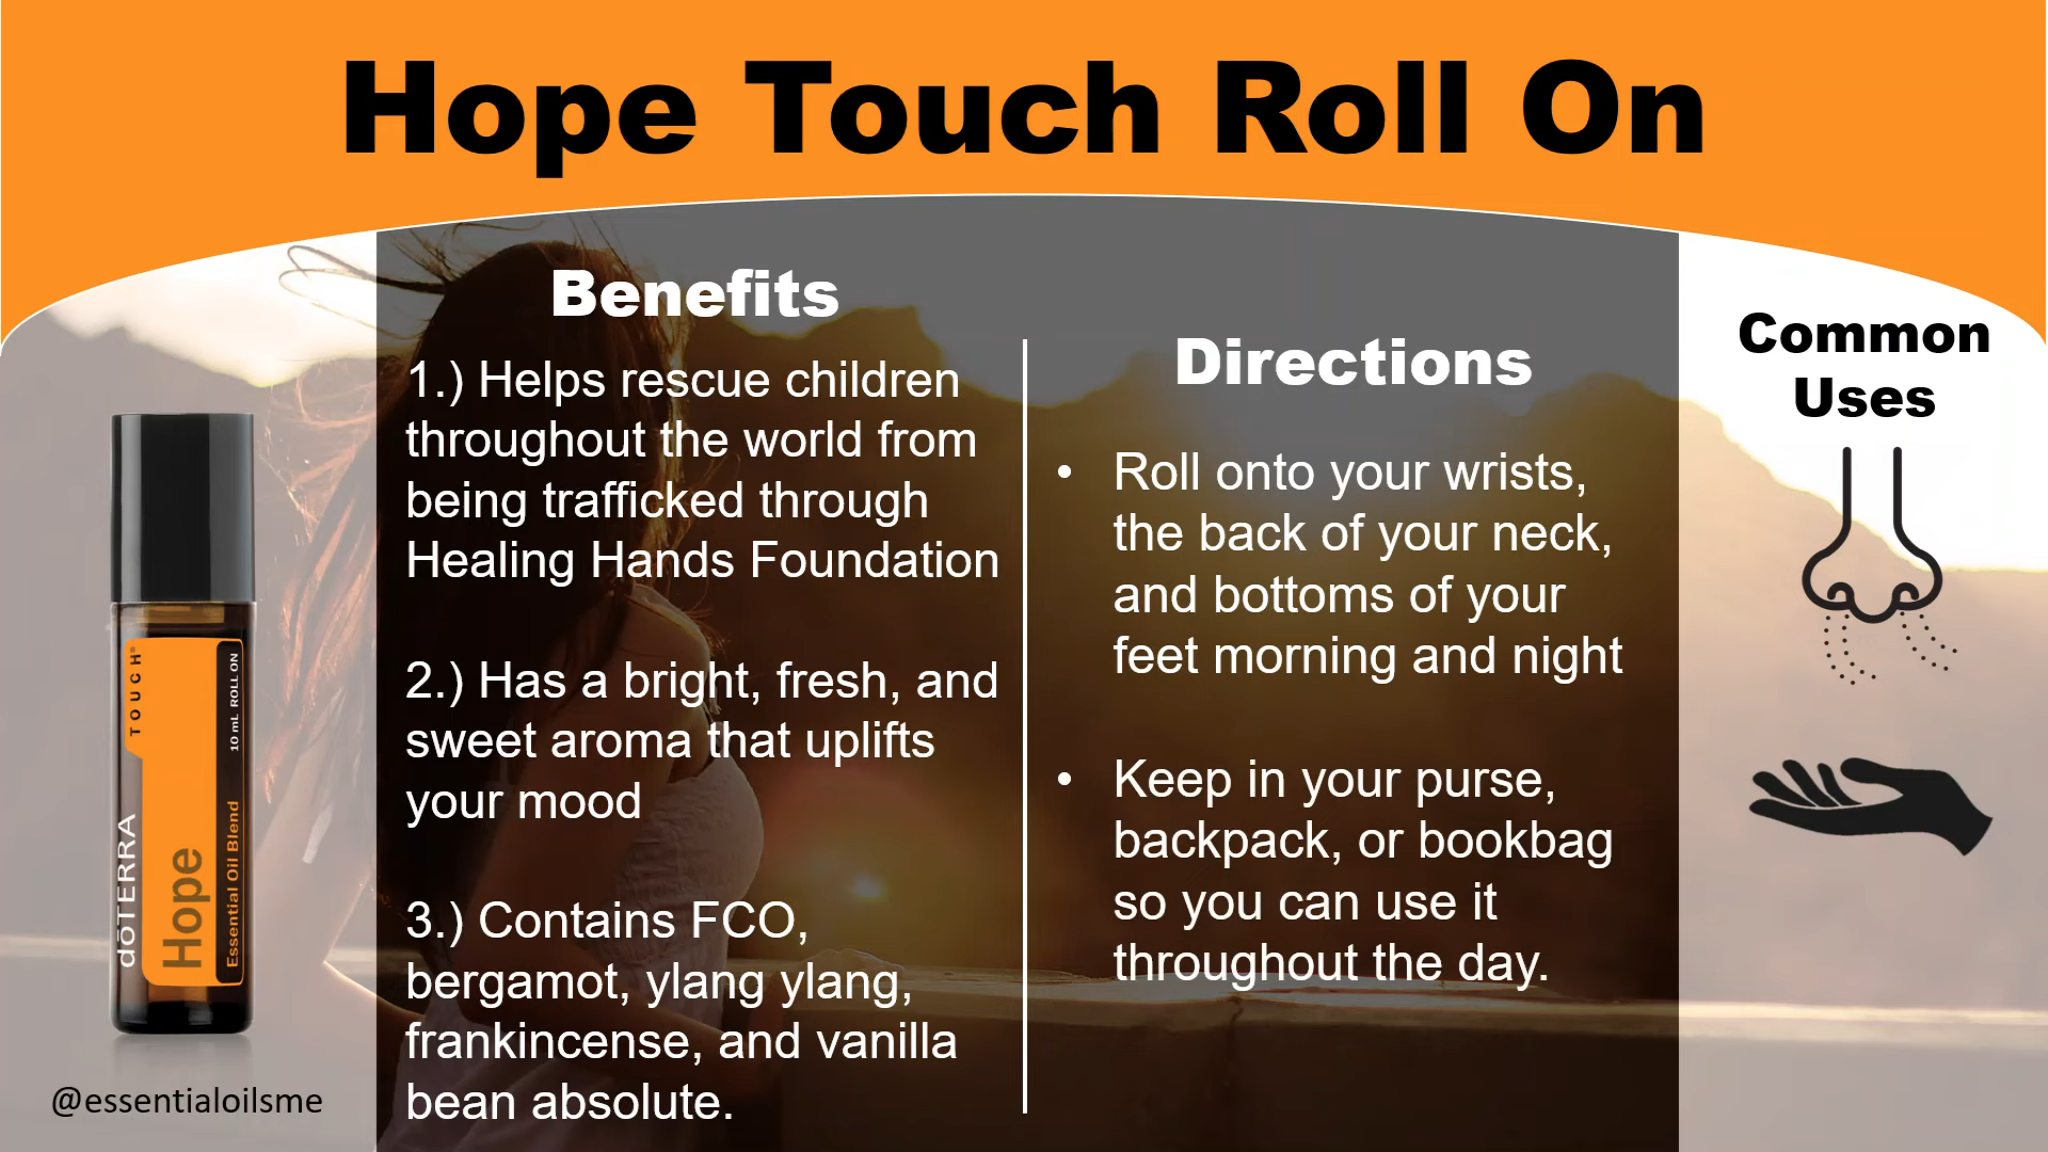 Hope Touch Roll On
Benefits
1.) Helps rescue children
throughout the world from
being trafficked through
Healing Hands Foundation
2.) Has a bright, fresh, and
sweet aroma that uplifts
your mood
3.) Contains FCO,
bergamot, ylang ylang,
frankincense, and vanilla
bean absolute.
Directions
• Roll onto your wrists,
the back of your neck,
and bottoms of your
feet morning and night
• Keep in your purse,
backpack, or bookbag
so you can use it
throughout the day.
Common
Uses
dōTERRA
TOUCH®
Hope
Essential Oil Blend
10 mL ROLL ON
@essentialoilsme